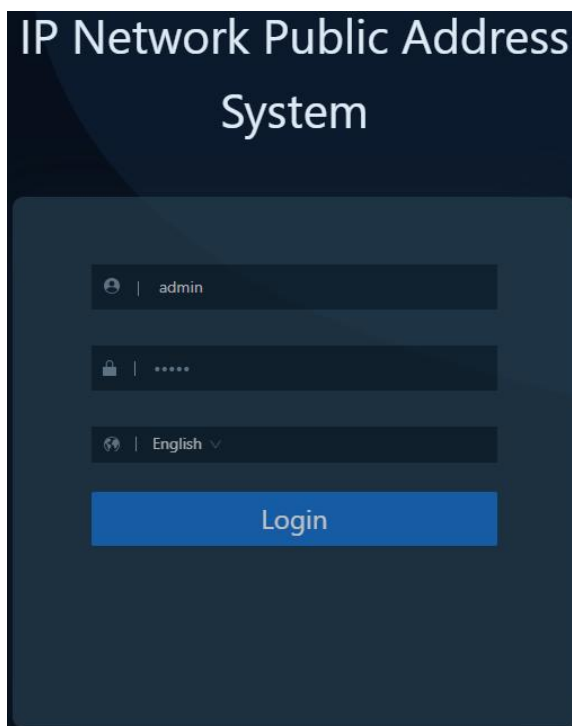 IP Network Public Address
System
admin
•••••
English
Login